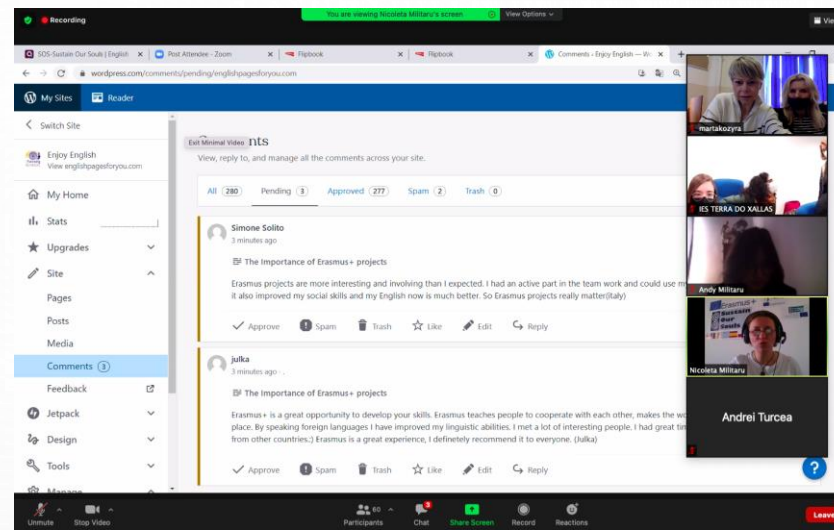 Recording
You are viewing Nicoleta Militaru's screen
View Options
View
SOS-Sustain Our Souls | English
Post Attendee - Zoom
Flipbook
Flipbook
Comments ‹ Enjoy English — W
wordpress.com/comments/pending/englishpagesforyou.com
My Sites
Reader
Switch Site
Enjoy English
View englishpagesforyou.com
My Home
Stats
Upgrades
Site
Pages
Posts
Media
Comments 3
Feedback
Jetpack
Design
Tools
Manage
Exit Minimal Video
nts
View, reply to, and manage all the comments across your site.
All 280 Pending 3 Approved 277 Spam 2 Trash 0
Simone Solito
3 minutes ago
The Importance of Erasmus+ projects
Erasmus projects are more interesting and involving than I expected. I had an active part in the team work and could use m
it also improved my social skills and my English now is much better. So Erasmus projects really matter(italy)
Approve Spam Trash Like Edit Reply
julka
3 minutes ago
The Importance of Erasmus+ projects
Erasmus+ is a great opportunity to develop your skills. Erasmus teaches people to cooperate with each other, makes the wo
place. By speaking foreign languages I have improved my linguistic abilities. I met a lot of interesting people, I had great tim
from other countries.:) Erasmus is a great experience, I definetely recommend it to everyone. (Julka)
Approve Spam Trash Like Edit Reply
martakozyra
IES TERRA DO XALLAS
Andy Militaru
Erasmus+
Sustain
Our
Souls
Nicoleta Militaru
Andrei Turcea
?
Unmute
Stop Video
60
Participants
3
Chat
Share Screen
Record
Reactions
Leave